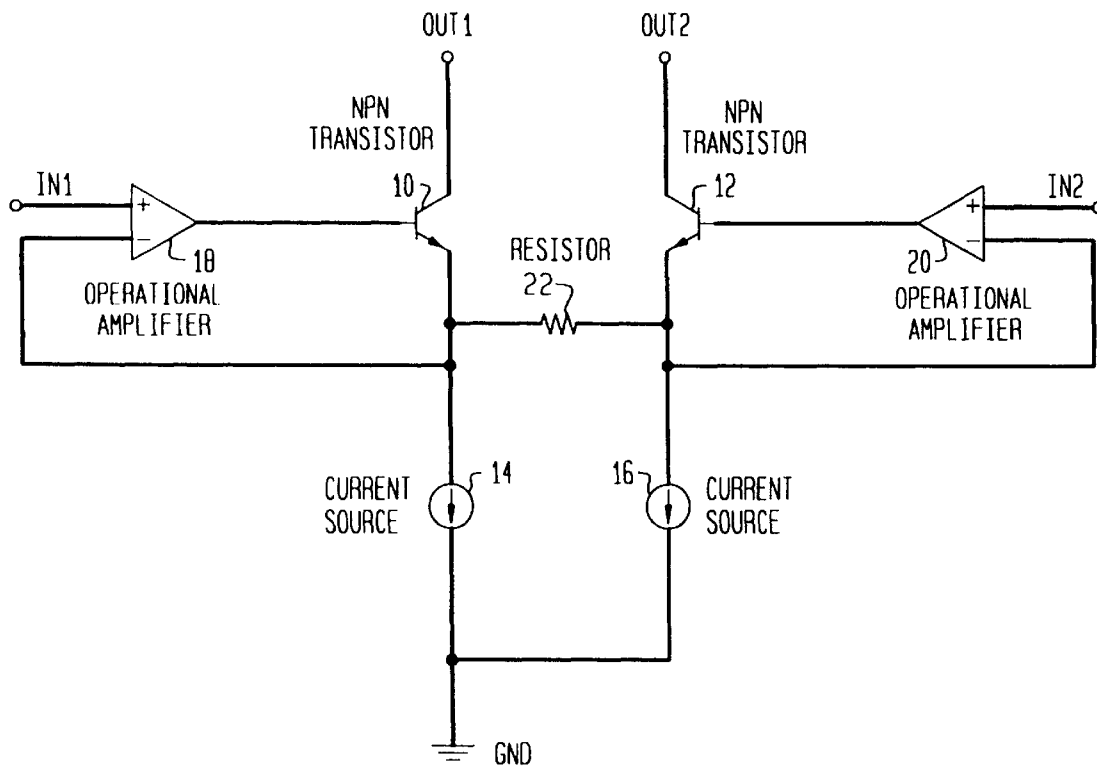 OUT1
OUT2
NPN
TRANSISTOR
NPN
TRANSISTOR
IN1
10
12
IN2
+
−
+
−
18
RESISTOR
22
20
OPERATIONAL
AMPLIFIER
OPERATIONAL
AMPLIFIER
14
16
CURRENT
SOURCE
CURRENT
SOURCE
GND